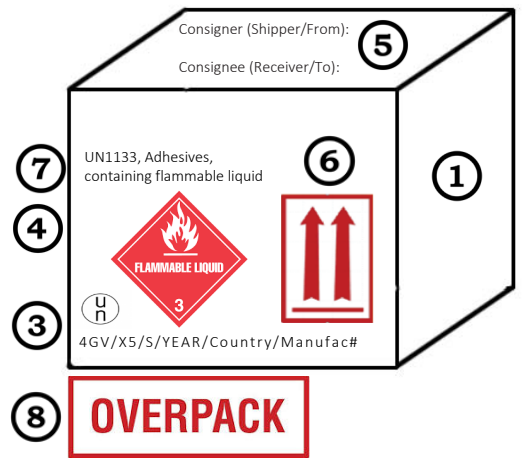 Consigner (Shipper/From):
5
Consignee (Receiver/To):
7
UN1133, Adhesives,
containing flammable liquid
6
1
4
FLAMMABLE LIQUID
3
u
n
3
4GV/X5/S/YEAR/Country/Manufac#
8
OVERPACK